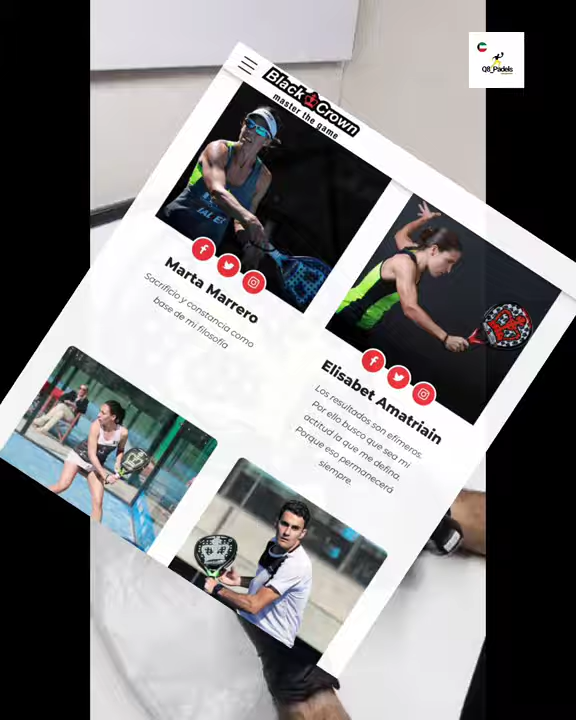 Q8_Padels
Black Crown
master the game
Marta Marrero
Sacrificio y constancia como
base de mi filosofía
Elisabet Amatriain
Los resultados son efímeros.
Por ello busco que sea mi
actitud la que me defina.
Porque eso permanecerá
siempre.